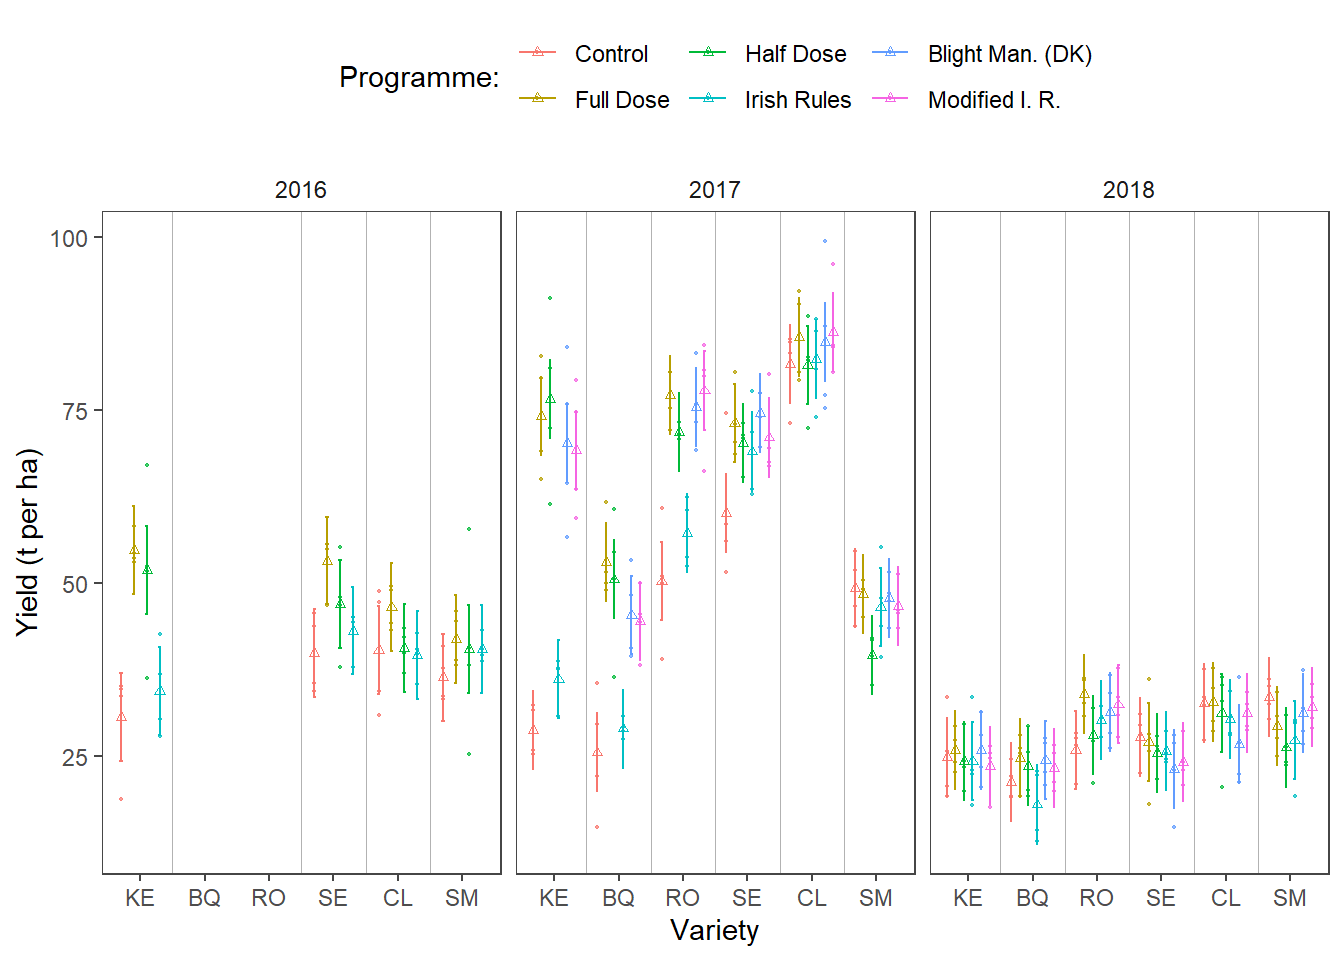 Programme:
Control
Half Dose
Blight Man. (DK)
Full Dose
Irish Rules
Modified I. R.
2016
2017
2018
Yield (t per ha)
100
75
50
25
KE BQ RO SE CL SM
KE BQ RO SE CL SM
KE BQ RO SE CL SM
Variety